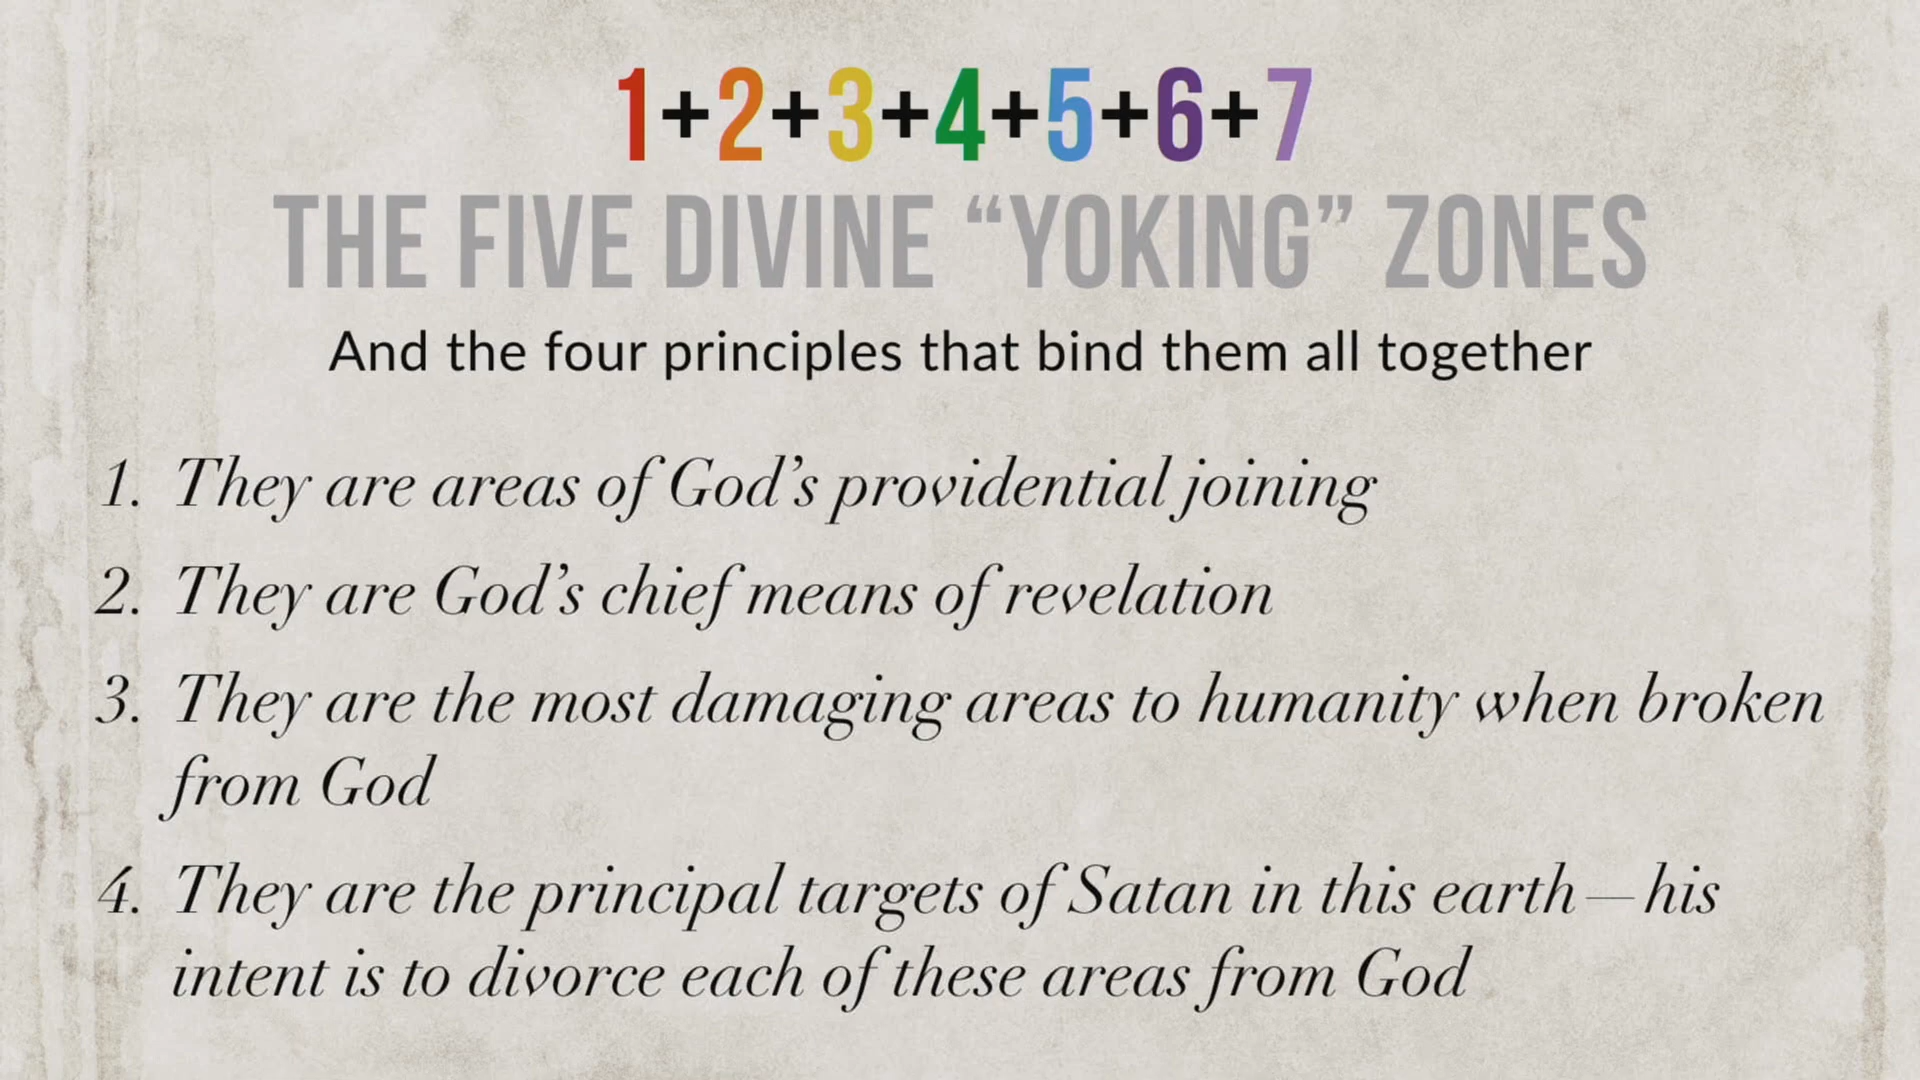 1+2+3+4+5+6+7
THE FIVE DIVINE “YOKING” ZONES
And the four principles that bind them all together
1. They are areas of God’s providential joining
2. They are God’s chief means of revelation
3. They are the most damaging areas to humanity when broken
from God
4. They are the principal targets of Satan in this earth—his
intent is to divorce each of these areas from God